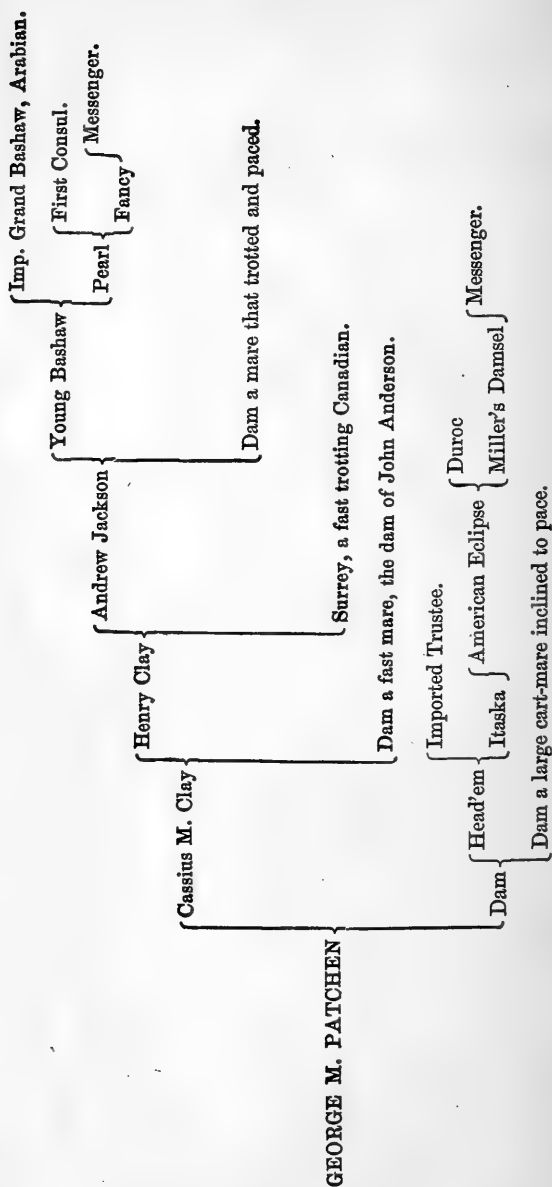 Imp. Grand Bashaw, Arabian.
Young Bashaw
First Consul.
Pearl
Fancy
Messenger.
Andrew Jackson
Dam a mare that trotted and paced.
Henry Clay
Surrey, a fast trotting Canadian.
Cassius M. Clay
Dam a fast mare, the dam of John Anderson.
GEORGE M. PATCHEN
Imported Trustee.
Head'em
Duroc
American Eclipse
Itaska
Miller's Damsel
Messenger.
Dam
Dam a large cart-mare inclined to pace.